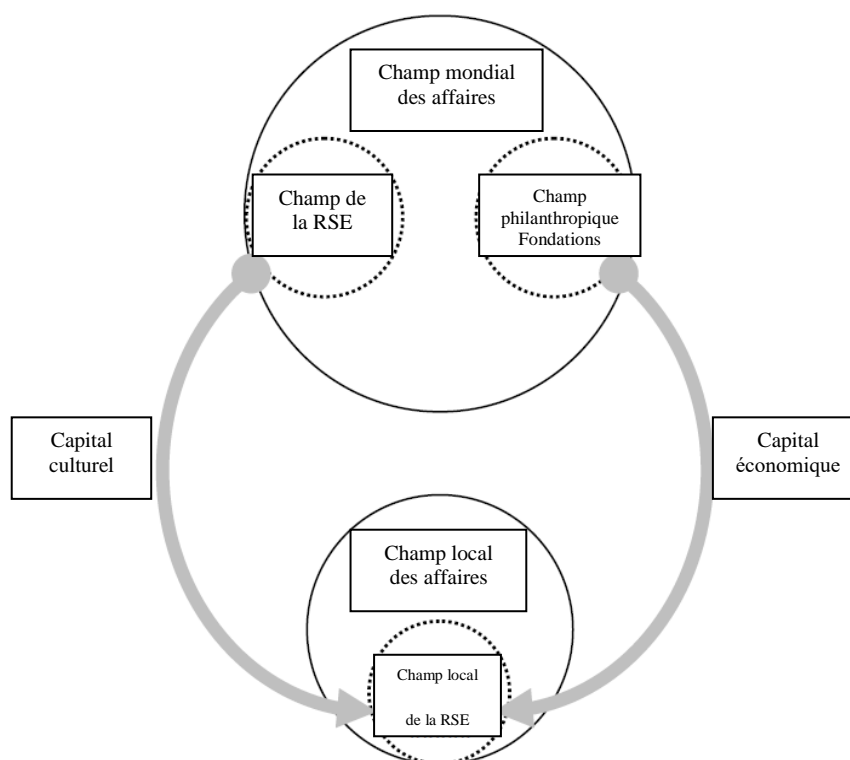 Champ mondial
des affaires
Champ de
la RSE
Champ
philanthropique
Fondations
Capital
culturel
Capital
économique
Champ local
des affaires
Champ local
de la RSE